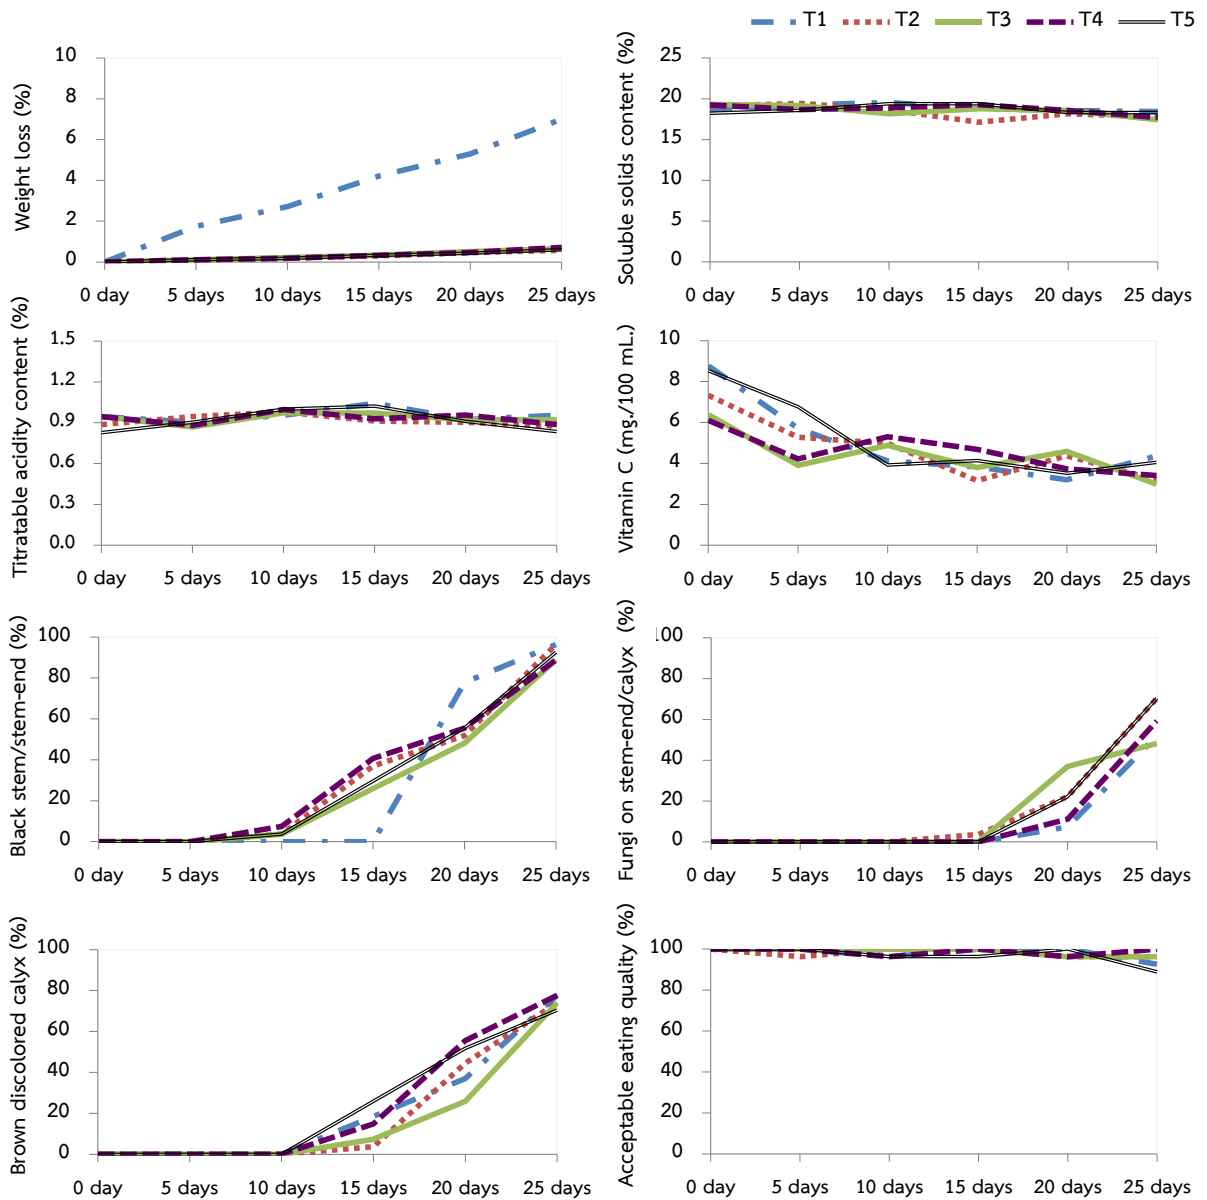 T1 T2 T3 T4 T5
Weight loss (%)
10
8
6
4
2
0
0 day 5 days 10 days 15 days 20 days 25 days
Soluble solids content (%)
25
20
15
10
5
0
0 day 5 days 10 days 15 days 20 days 25 days
Titratable acidity content (%)
1.5
1.2
0.9
0.6
0.3
0.0
0 day 5 days 10 days 15 days 20 days 25 days
Vitamin C (mg./100 mL.)
10
8
6
4
2
0
0 day 5 days 10 days 15 days 20 days 25 days
Black stem/stem-end (%)
100
80
60
40
20
0
0 day 5 days 10 days 15 days 20 days 25 days
Fungi on stem-end/calyx (%)
100
80
60
40
20
0
0 day 5 days 10 days 15 days 20 days 25 days
Brown discolored calyx (%)
100
80
60
40
20
0
0 day 5 days 10 days 15 days 20 days 25 days
Acceptable eating quality (%)
100
80
60
40
20
0
0 day 5 days 10 days 15 days 20 days 25 days